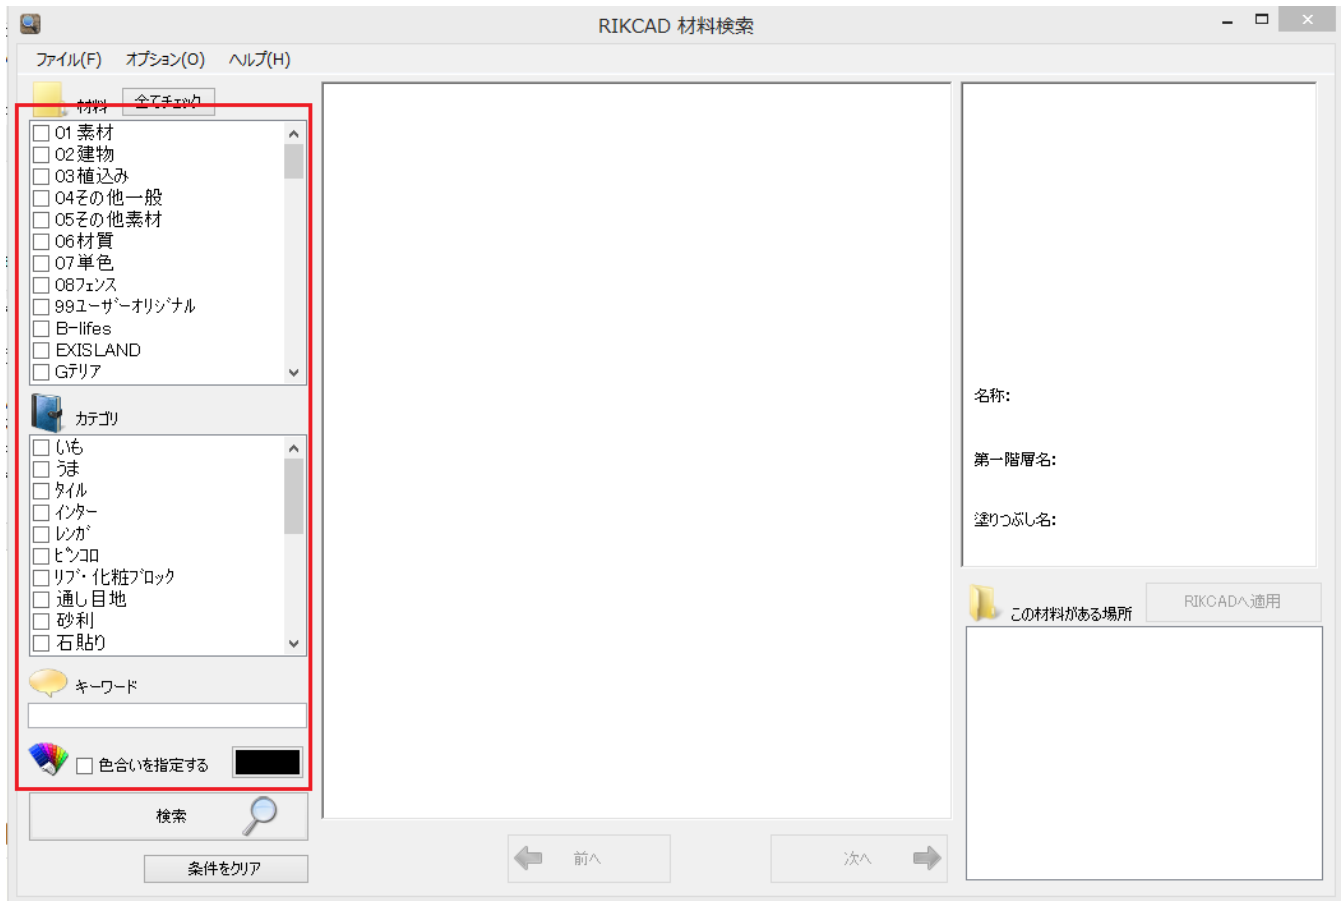 RIKCAD 材料検索
ファイル(F) オプション(O) ヘルプ(H)
材料 全てチェック
01 素材
02建物
03植込み
04その他一般
05その他素材
06材質
07単色
08ﾌｪﾝｽ
99ﾕｰｻﾞｰｵﾘｼﾞﾅﾙ
B-lifes
EXISLAND
Gﾃﾘｱ
カテゴリ
いも
うま
ﾀｲﾙ
ｲﾝﾀｰ
ﾚﾝｶﾞ
ﾋﾟﾝｺﾛ
ﾘﾌﾞ・化粧ﾌﾞﾛｯｸ
通し目地
砂利
石貼り
キーワード
色合いを指定する
検索
条件をクリア
前へ
次へ
名称:
第一階層名:
塗りつぶし名:
この材料がある場所
RIKCADへ適用